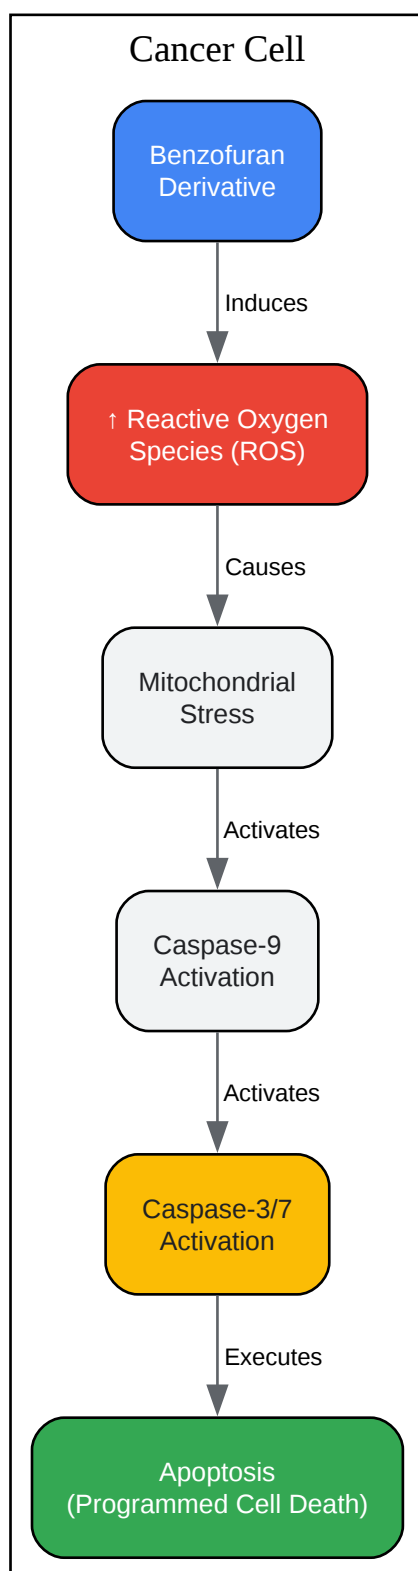 Cancer Cell
Benzofuran
Derivative
Induces
↑ Reactive Oxygen
Species (ROS)
Causes
Mitochondrial
Stress
Activates
Caspase-9
Activation
Activates
Caspase-3/7
Activation
Executes
Apoptosis
(Programmed Cell Death)